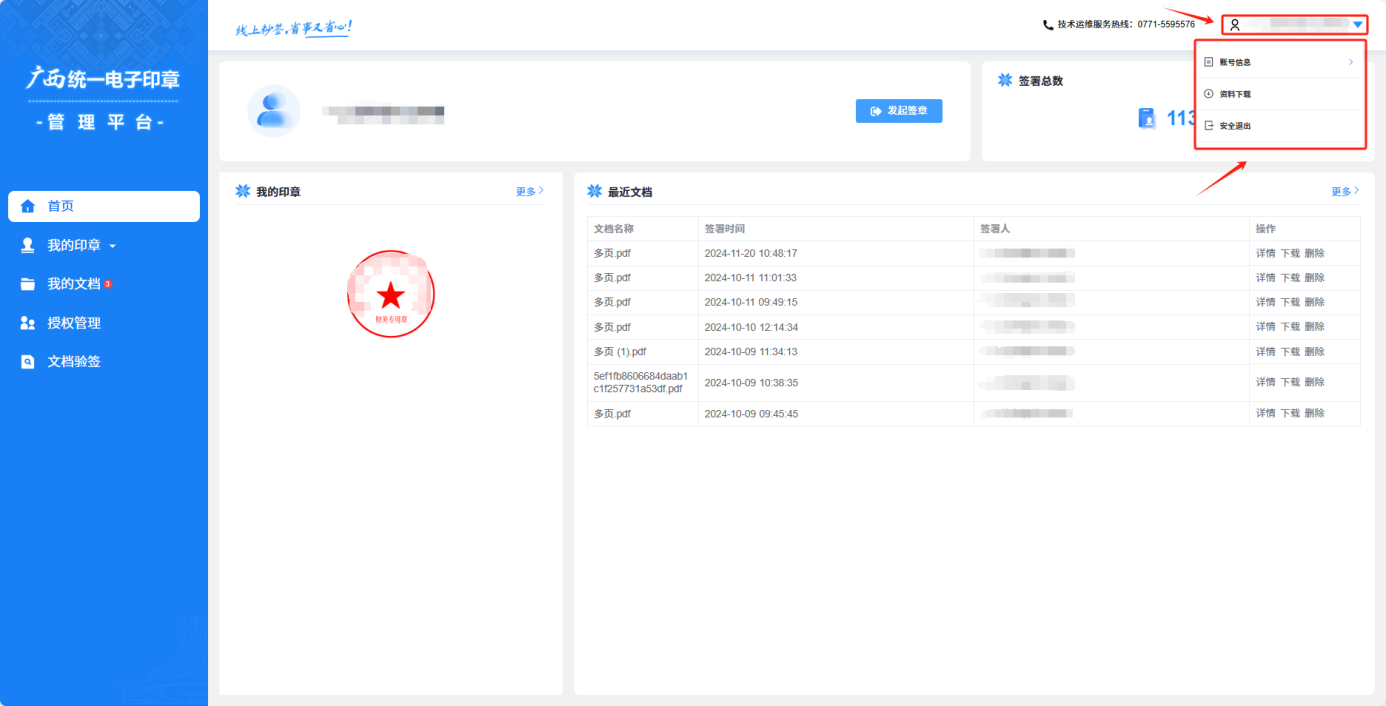 广西统一电子印章
-管理平台-
首页
我的印章
我的文档 3
授权管理
文档验签
线上钞签,省事又省心!
技术运维服务热线：0771-5595576
账号信息
资料下载
安全退出
发起签章
签署总数
113
我的印章 更多
财务专用章
最近文档 更多
文档名称 签署时间 签署人 操作
多页.pdf 2024-11-20 10:48:17 详情 下载 删除
多页.pdf 2024-10-11 11:01:33 详情 下载 删除
多页.pdf 2024-10-11 09:49:15 详情 下载 删除
多页.pdf 2024-10-10 12:14:34 详情 下载 删除
多页 (1).pdf 2024-10-09 11:34:13 详情 下载 删除
5ef1fb8606684daab1
c1f257731a53df.pdf 2024-10-09 10:38:35 详情 下载 删除
多页.pdf 2024-10-09 09:45:45 详情 下载 删除